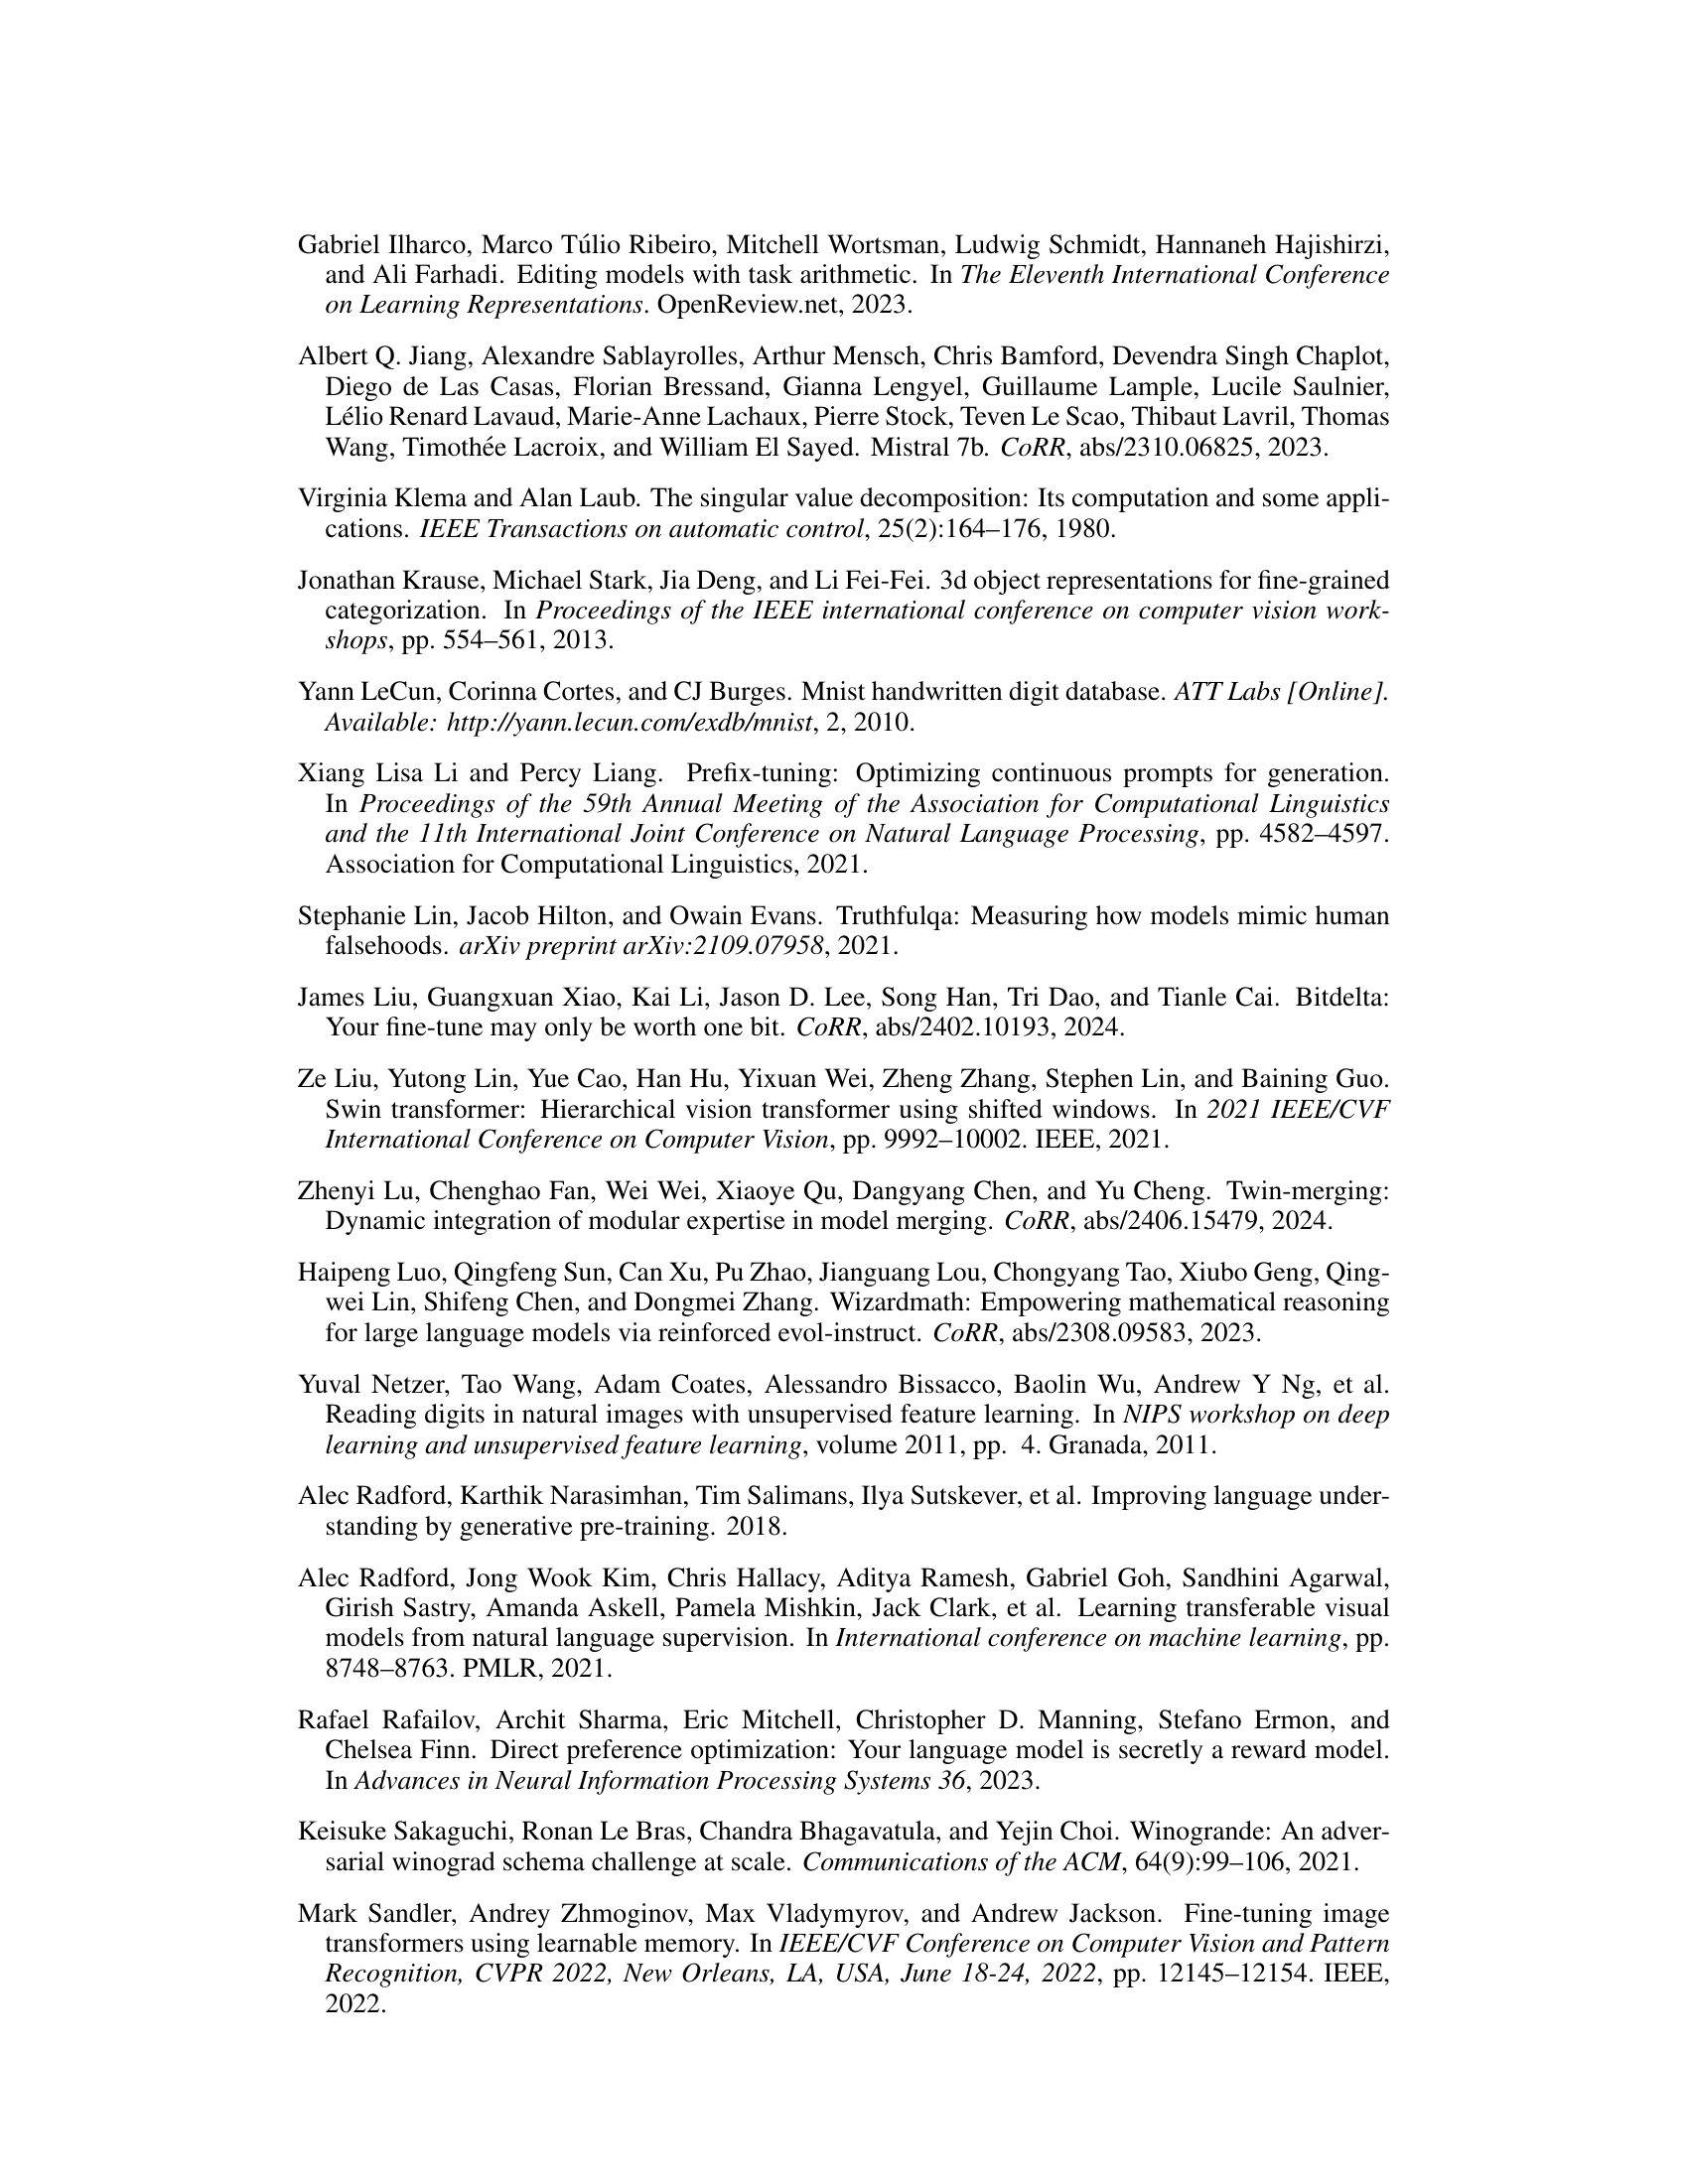 Gabriel Ilharco, Marco Túlio Ribeiro, Mitchell Wortsman, Ludwig Schmidt, Hannaneh Hajishirzi,
and Ali Farhadi. Editing models with task arithmetic. In The Eleventh International Conference
on Learning Representations. OpenReview.net, 2023.
Albert Q. Jiang, Alexandre Sablayrolles, Arthur Mensch, Chris Bamford, Devendra Singh Chaplot,
Diego de Las Casas, Florian Bressand, Gianna Lengyel, Guillaume Lample, Lucile Saulnier,
Lélio Renard Lavaud, Marie-Anne Lachaux, Pierre Stock, Teven Le Scao, Thibaut Lavril, Thomas
Wang, Timothée Lacroix, and William El Sayed. Mistral 7b. CoRR, abs/2310.06825, 2023.
Virginia Klema and Alan Laub. The singular value decomposition: Its computation and some appli-
cations. IEEE Transactions on automatic control, 25(2):164–176, 1980.
Jonathan Krause, Michael Stark, Jia Deng, and Li Fei-Fei. 3d object representations for fine-grained
categorization. In Proceedings of the IEEE international conference on computer vision work-
shops, pp. 554–561, 2013.
Yann LeCun, Corinna Cortes, and CJ Burges. Mnist handwritten digit database. ATT Labs [Online].
Available: http://yann.lecun.com/exdb/mnist, 2, 2010.
Xiang Lisa Li and Percy Liang. Prefix-tuning: Optimizing continuous prompts for generation.
In Proceedings of the 59th Annual Meeting of the Association for Computational Linguistics
and the 11th International Joint Conference on Natural Language Processing, pp. 4582–4597.
Association for Computational Linguistics, 2021.
Stephanie Lin, Jacob Hilton, and Owain Evans. Truthfulqa: Measuring how models mimic human
falsehoods. arXiv preprint arXiv:2109.07958, 2021.
James Liu, Guangxuan Xiao, Kai Li, Jason D. Lee, Song Han, Tri Dao, and Tianle Cai. Bitdelta:
Your fine-tune may only be worth one bit. CoRR, abs/2402.10193, 2024.
Ze Liu, Yutong Lin, Yue Cao, Han Hu, Yixuan Wei, Zheng Zhang, Stephen Lin, and Baining Guo.
Swin transformer: Hierarchical vision transformer using shifted windows. In 2021 IEEE/CVF
International Conference on Computer Vision, pp. 9992–10002. IEEE, 2021.
Zhenyi Lu, Chenghao Fan, Wei Wei, Xiaoye Qu, Dangyang Chen, and Yu Cheng. Twin-merging:
Dynamic integration of modular expertise in model merging. CoRR, abs/2406.15479, 2024.
Haipeng Luo, Qingfeng Sun, Can Xu, Pu Zhao, Jianguang Lou, Chongyang Tao, Xiubo Geng, Qing-
wei Lin, Shifeng Chen, and Dongmei Zhang. Wizardmath: Empowering mathematical reasoning
for large language models via reinforced evol-instruct. CoRR, abs/2308.09583, 2023.
Yuval Netzer, Tao Wang, Adam Coates, Alessandro Bissacco, Baolin Wu, Andrew Y Ng, et al.
Reading digits in natural images with unsupervised feature learning. In NIPS workshop on deep
learning and unsupervised feature learning, volume 2011, pp. 4. Granada, 2011.
Alec Radford, Karthik Narasimhan, Tim Salimans, Ilya Sutskever, et al. Improving language under-
standing by generative pre-training. 2018.
Alec Radford, Jong Wook Kim, Chris Hallacy, Aditya Ramesh, Gabriel Goh, Sandhini Agarwal,
Girish Sastry, Amanda Askell, Pamela Mishkin, Jack Clark, et al. Learning transferable visual
models from natural language supervision. In International conference on machine learning, pp.
8748–8763. PMLR, 2021.
Rafael Rafailov, Archit Sharma, Eric Mitchell, Christopher D. Manning, Stefano Ermon, and
Chelsea Finn. Direct preference optimization: Your language model is secretly a reward model.
In Advances in Neural Information Processing Systems 36, 2023.
Keisuke Sakaguchi, Ronan Le Bras, Chandra Bhagavatula, and Yejin Choi. Winogrande: An adver-
sarial winograd schema challenge at scale. Communications of the ACM, 64(9):99–106, 2021.
Mark Sandler, Andrey Zhmoginov, Max Vladymyrov, and Andrew Jackson. Fine-tuning image
transformers using learnable memory. In IEEE/CVF Conference on Computer Vision and Pattern
Recognition, CVPR 2022, New Orleans, LA, USA, June 18-24, 2022, pp. 12145–12154. IEEE,
2022.